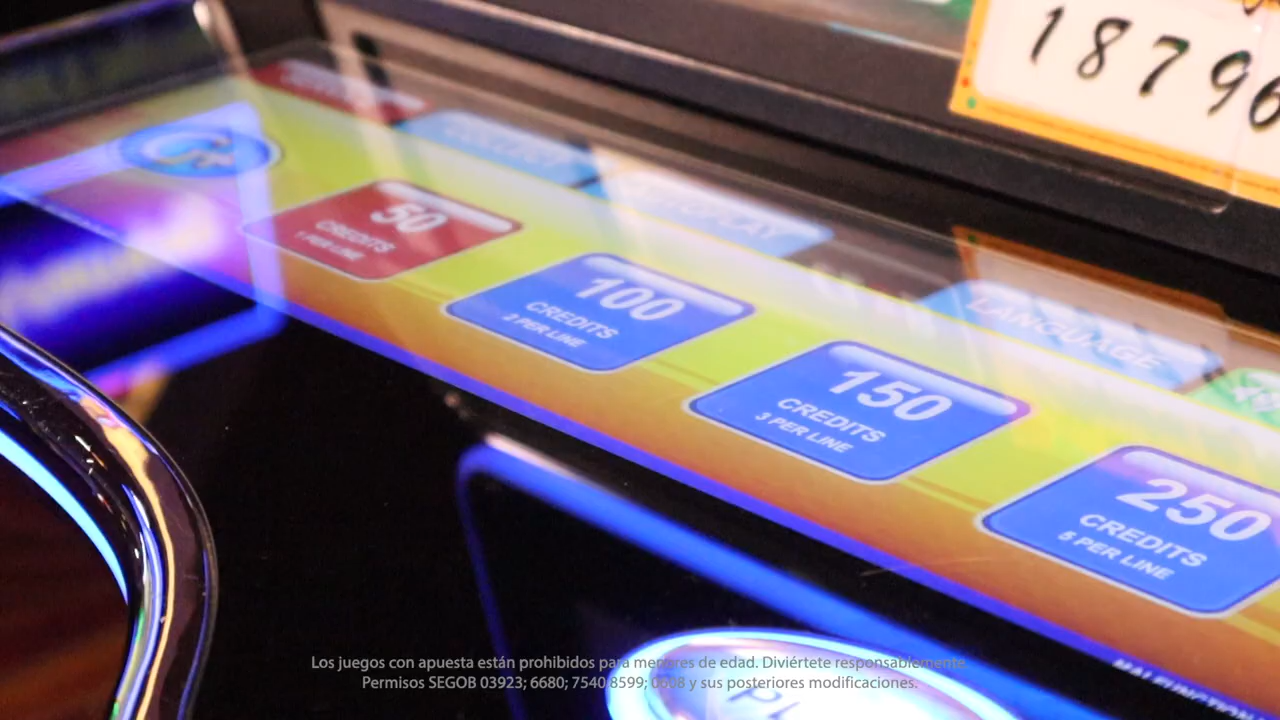 18796
G+
50
CREDITS
1 PER LINE
100
CREDITS
2 PER LINE
LANGUAGE
150
CREDITS
3 PER LINE
250
CREDITS
5 PER LINE
MALFUNCTION
Los juegos con apuesta están prohibidos para menores de edad. Diviértete responsablemente
Permisos SEGOB 03923; 6680; 7540 8599; y sus posteriores modificaciones.